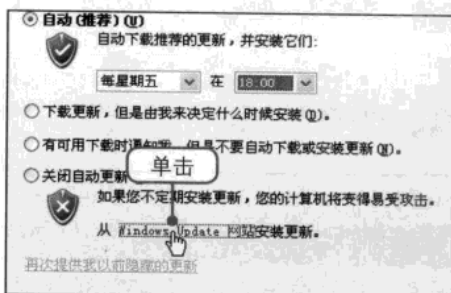 自动(推荐)(U)
自动下载推荐的更新，并安装它们:
每星期五 在 18:00
下载更新，但是由我来决定什么时候安装(D)。
有可用下载时通知我，但是不要自动下载或安装更新(N)。
关闭自动更新
单击
如果您不定期安装更新，您的计算机将变得易受攻击。
从 Windows Update 网站安装更新。
再次提供我以前隐藏的更新